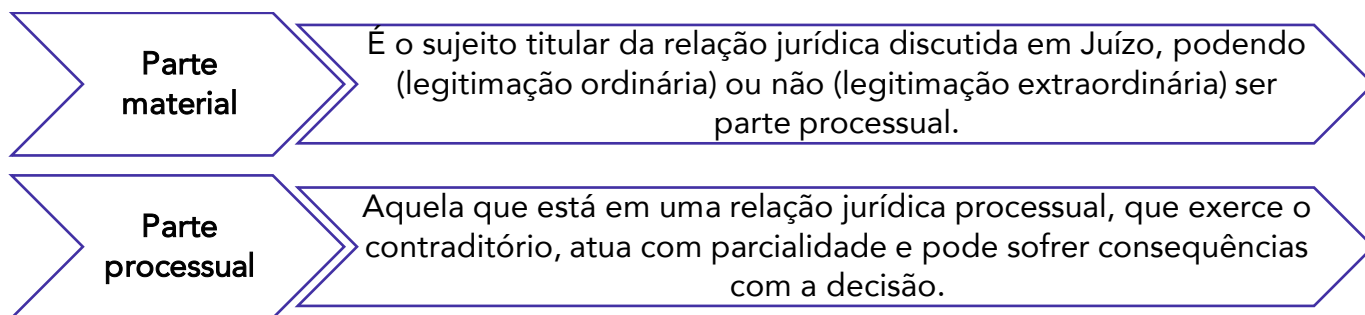 Parte
material
É o sujeito titular da relação jurídica discutida em Juízo, podendo
(legitimação ordinária) ou não (legitimação extraordinária) ser
parte processual.
Parte
processual
Aquela que está em uma relação jurídica processual, que exerce o
contraditório, atua com parcialidade e pode sofrer consequências
com a decisão.